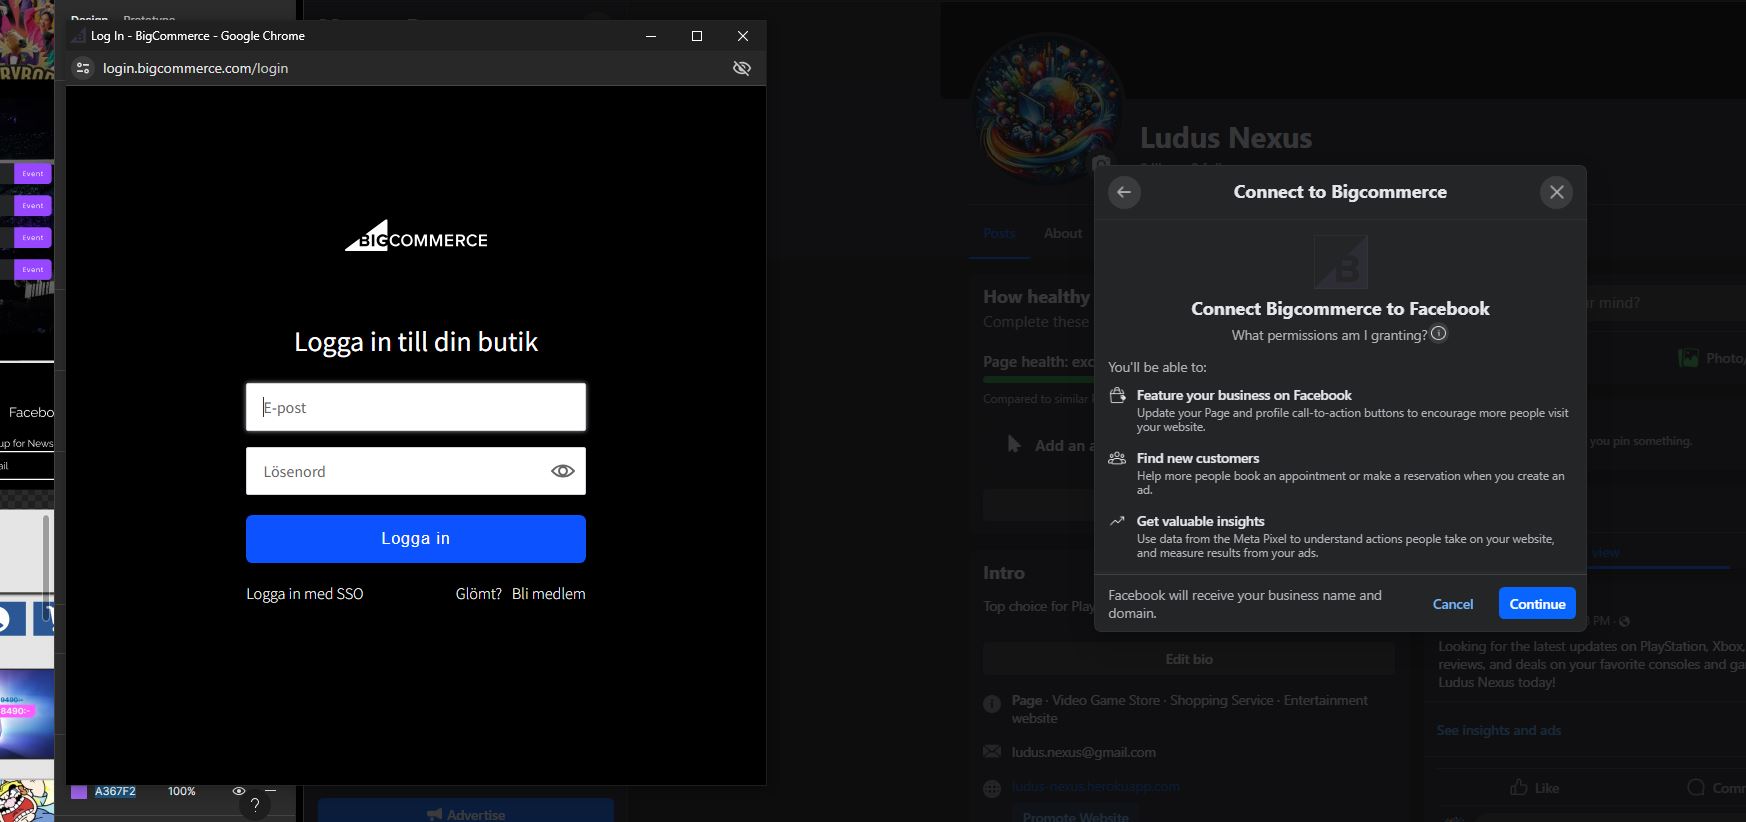 Design Prototype
Log In - BigCommerce - Google Chrome
login.bigcommerce.com/login
Event
Event
Event
Event
BIGCOMMERCE
Logga in till din butik
E-post
Lösenord
Logga in
Logga in med SSO
Glömt? Bli medlem
Facebo
up for News
ail
9490:-
8490:-
A367F2 100%
?
Advertise
Ludus Nexus
Posts About
How healthy
Complete these
Page health: exc
Compared to similar
Add an a
Intro
Top choice for Play
Edit bio
Page · Video Game Store · Shopping Service · Entertainment
website
ludus.nexus@gmail.com
ludus-nexus.herokuapp.com
Promote Website
Connect to Bigcommerce
B
Connect Bigcommerce to Facebook
What permissions am I granting?
You'll be able to:
Feature your business on Facebook
Update your Page and profile call-to-action buttons to encourage more people visit
your website.
Find new customers
Help more people book an appointment or make a reservation when you create an
ad.
Get valuable insights
Use data from the Meta Pixel to understand actions people take on your website,
and measure results from your ads.
Facebook will receive your business name and
domain.
Cancel
Continue
r mind?
Photo/
you pin something.
view
PM ·
Looking for the latest updates on PlayStation, Xbox,
reviews, and deals on your favorite consoles and ga
Ludus Nexus today!
See insights and ads
Like
Comm